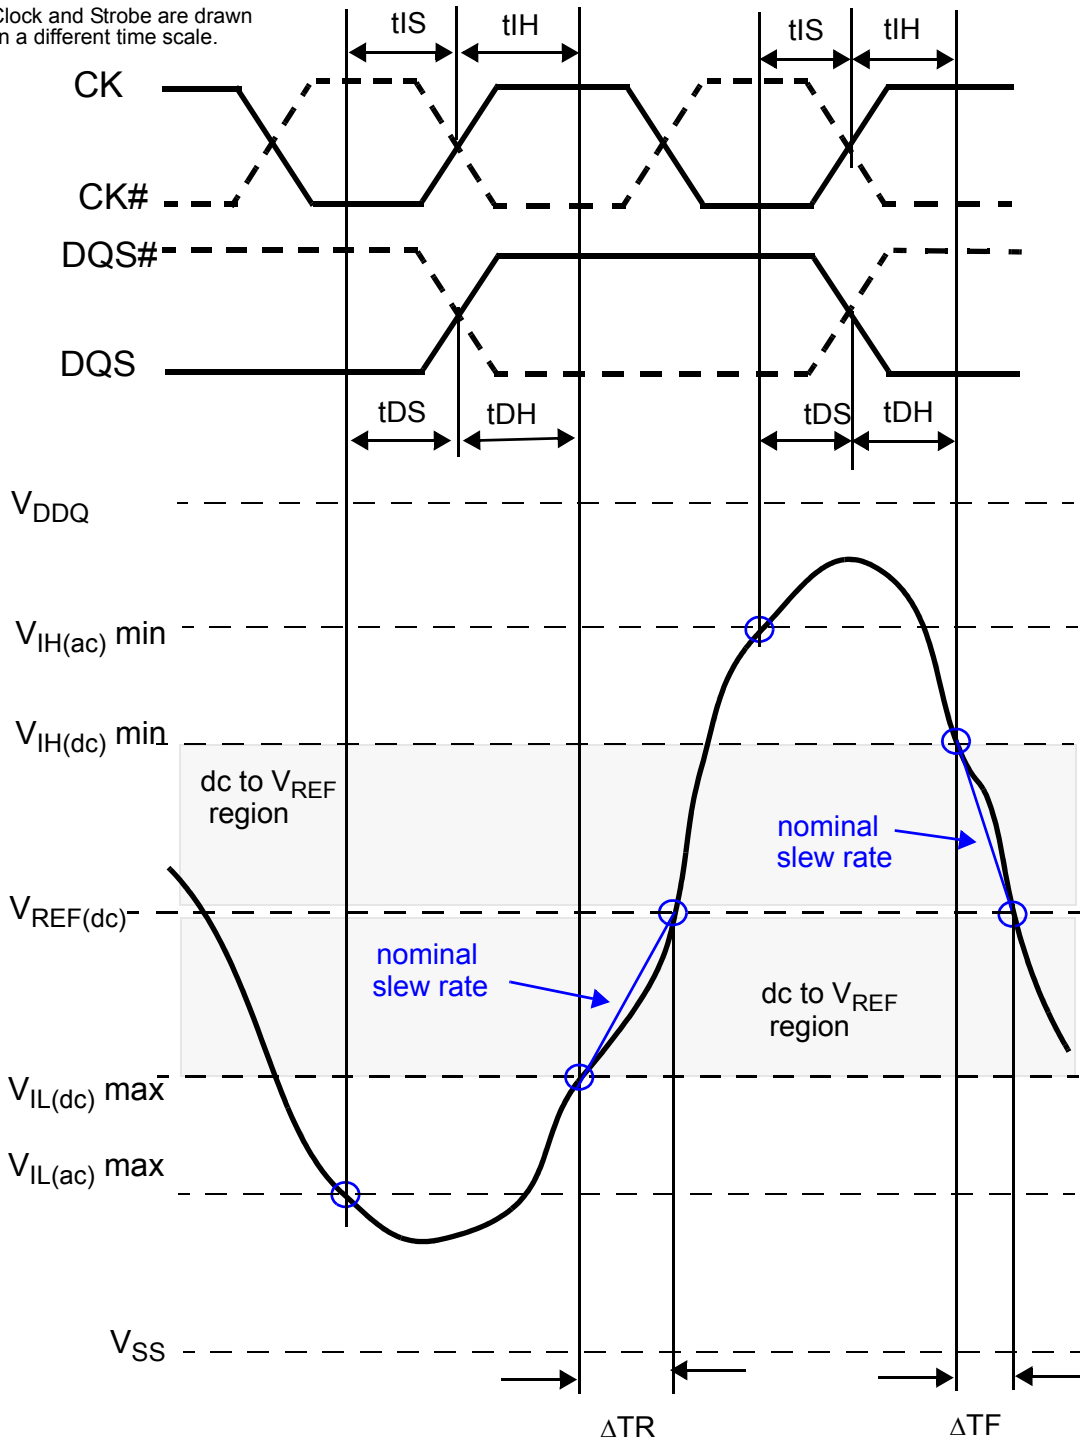 Clock and Strobe are drawn
n a different time scale.
tIS
tIH
tIS
tIH
CK
CK#
DQS#
DQS
tDS
tDH
tDS
tDH
VDDQ
VIH(ac) min
VIH(dc) min
dc to VREF
region
nominal
slew rate
VREF(dc)
nominal
slew rate
dc to VREF
region
VIL(dc) max
VIL(ac) max
VSS
ΔTR
ΔTF